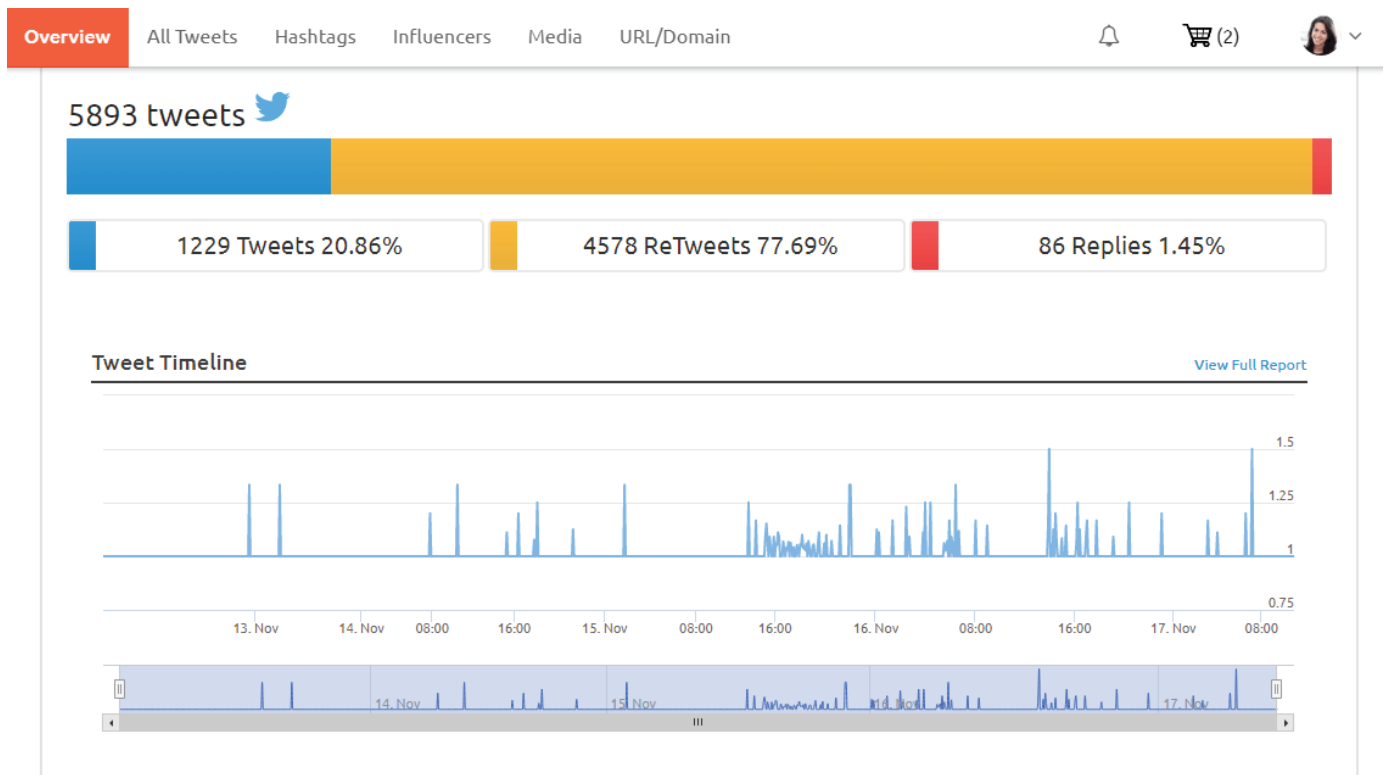 Overview All Tweets Hashtags Influencers Media URL/Domain (2)
5893 tweets
1229 Tweets 20.86% 4578 ReTweets 77.69% 86 Replies 1.45%
Tweet Timeline View Full Report
1.5
1.25
1
0.75
13. Nov 14. Nov 08:00 16:00 15. Nov 08:00 16:00 16. Nov 08:00 16:00 17. Nov 08:00
14. Nov 15. Nov 16. Nov 17. Nov